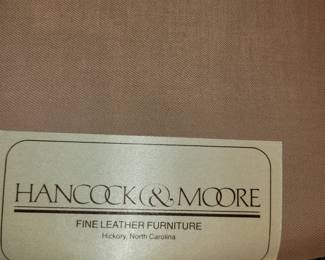 HANCOCK & MOORE
FINE LEATHER FURNITURE
Hickory, North Carolina